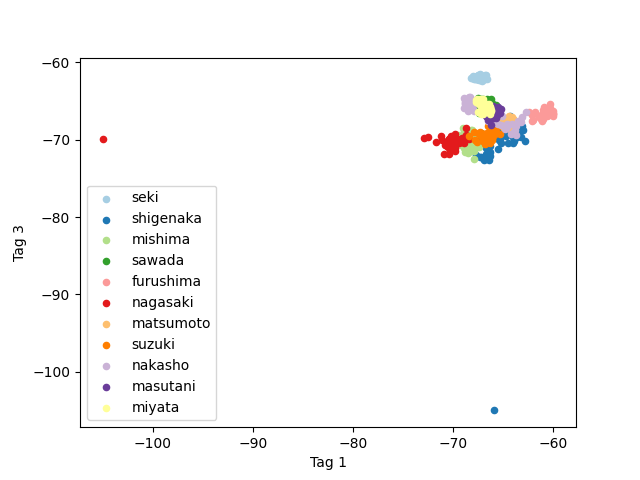 −60
−70
−80
−90
−100
Tag 3
seki
shigenaka
mishima
sawada
furushima
nagasaki
matsumoto
suzuki
nakasho
masutani
miyata
−100 −90 −80 −70 −60
Tag 1